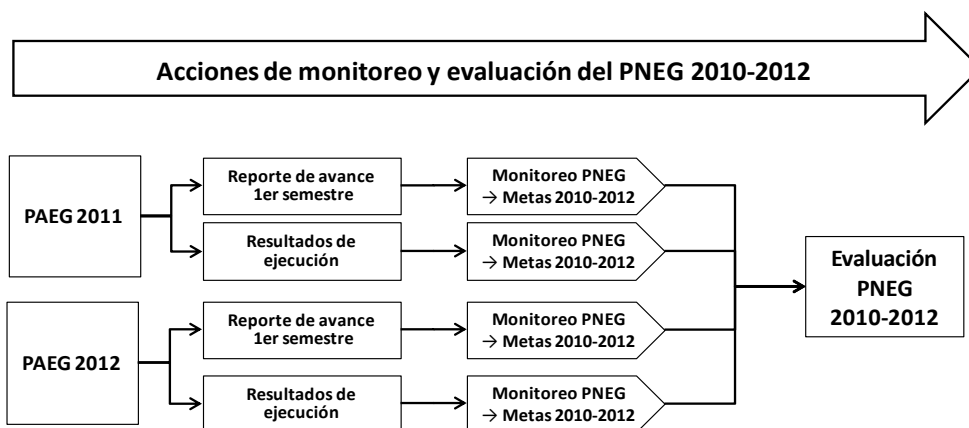 Acciones de monitoreo y evaluación del PNEG 2010-2012
PAEG 2011
Reporte de avance
1er semestre
Monitoreo PNEG
→ Metas 2010-2012
Resultados de
ejecución
Monitoreo PNEG
→ Metas 2010-2012
PAEG 2012
Reporte de avance
1er semestre
Monitoreo PNEG
→ Metas 2010-2012
Resultados de
ejecución
Monitoreo PNEG
→ Metas 2010-2012
Evaluación
PNEG
2010-2012